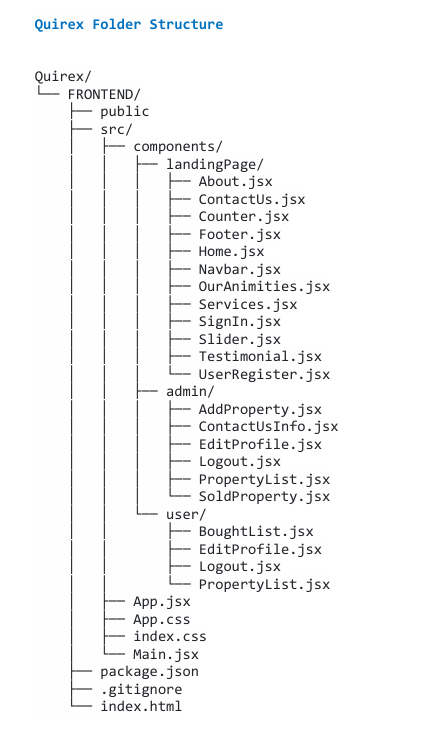 Quirex Folder Structure
Quirex/
└── FRONTEND/
    ├── public
    ├── src/
    │   ├── components/
    │   │   ├── landingPage/
    │   │   │   ├── About.jsx
    │   │   │   ├── ContactUs.jsx
    │   │   │   ├── Counter.jsx
    │   │   │   ├── Footer.jsx
    │   │   │   ├── Home.jsx
    │   │   │   ├── Navbar.jsx
    │   │   │   ├── OurAnimities.jsx
    │   │   │   ├── Services.jsx
    │   │   │   ├── SignIn.jsx
    │   │   │   ├── Slider.jsx
    │   │   │   ├── Testimonial.jsx
    │   │   │   └── UserRegister.jsx
    │   │   ├── admin/
    │   │   │   ├── AddProperty.jsx
    │   │   │   ├── ContactUsInfo.jsx
    │   │   │   ├── EditProfile.jsx
    │   │   │   ├── Logout.jsx
    │   │   │   ├── PropertyList.jsx
    │   │   │   └── SoldProperty.jsx
    │   │   └── user/
    │   │       ├── BoughtList.jsx
    │   │       ├── EditProfile.jsx
    │   │       ├── Logout.jsx
    │   │       └── PropertyList.jsx
    │   ├── App.jsx
    │   ├── App.css
    │   ├── index.css
    │   └── Main.jsx
    ├── package.json
    ├── .gitignore
    └── index.html